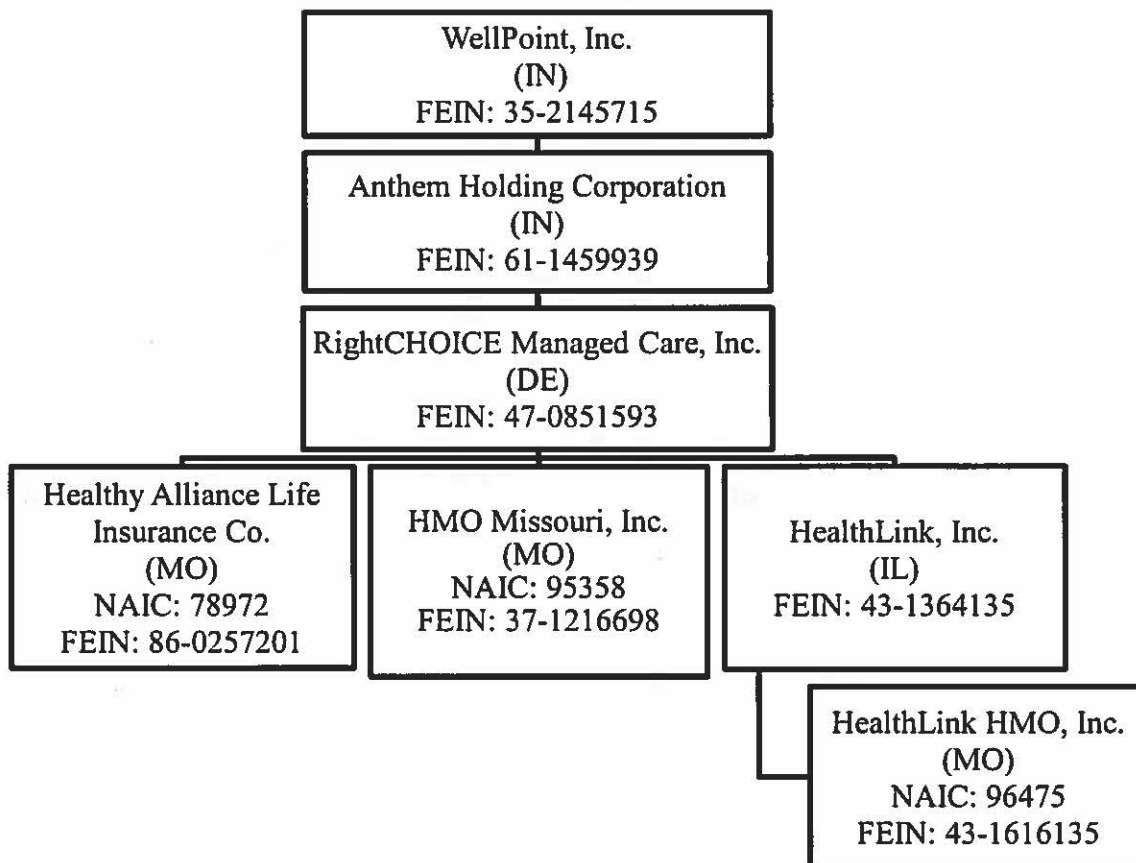 WellPoint, Inc.
(IN)
FEIN: 35-2145715
Anthem Holding Corporation
(IN)
FEIN: 61-1459939
RightCHOICE Managed Care, Inc.
(DE)
FEIN: 47-0851593
Healthy Alliance Life
Insurance Co.
(MO)
NAIC: 78972
FEIN: 86-0257201
HMO Missouri, Inc.
(MO)
NAIC: 95358
FEIN: 37-1216698
HealthLink, Inc.
(IL)
FEIN: 43-1364135
HealthLink HMO, Inc.
(MO)
NAIC: 96475
FEIN: 43-1616135